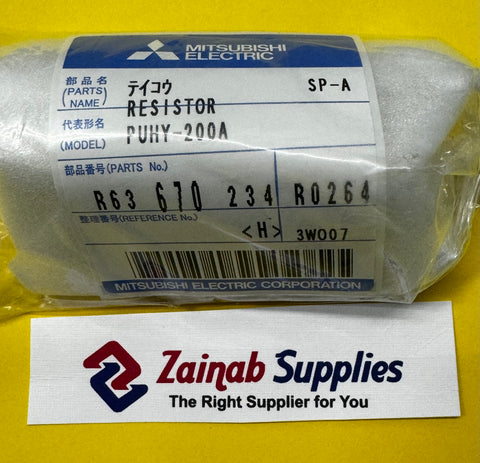 MITSUBISHI
ELECTRIC
部品名
(PARTS NAME)
テイコウ SP-A
RESISTOR
代表形名
(MODEL)
PUHY-200A
部品番号(PARTS No.)
R63 670 234 R0264
整理番号(REFERENCE No.)
<H> 3W007
MITSUBISHI ELECTRIC CORPORATION
Zainab Supplies
The Right Supplier for You